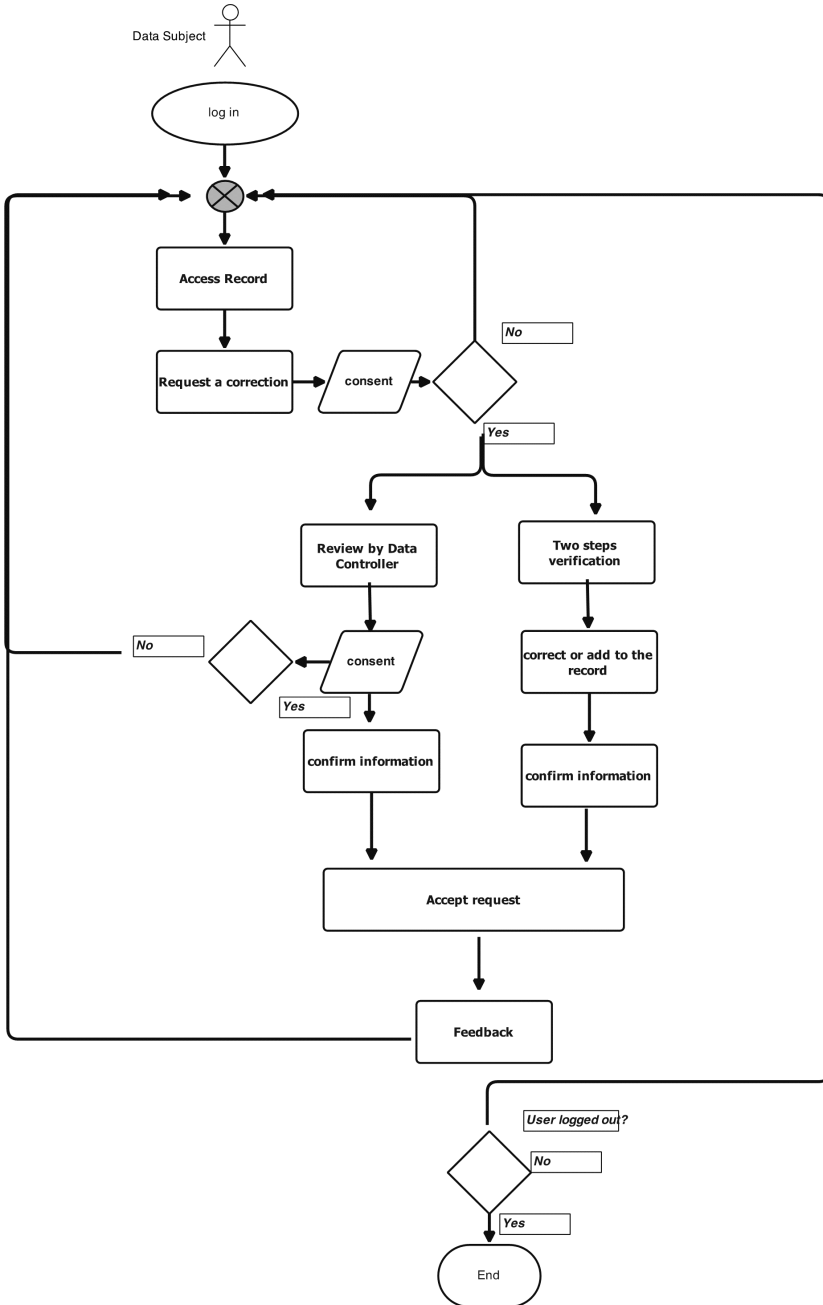 Data Subject
log in
Access Record
No
Request a correction
consent
Yes
Review by Data
Controller
Two steps
verification
No
consent
correct or add to the
record
Yes
confirm information
confirm information
Accept request
Feedback
User logged out?
No
Yes
End